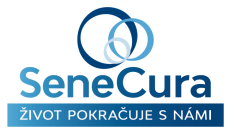 SeneCura
ŽIVOT POKRAČUJE S NÁMI